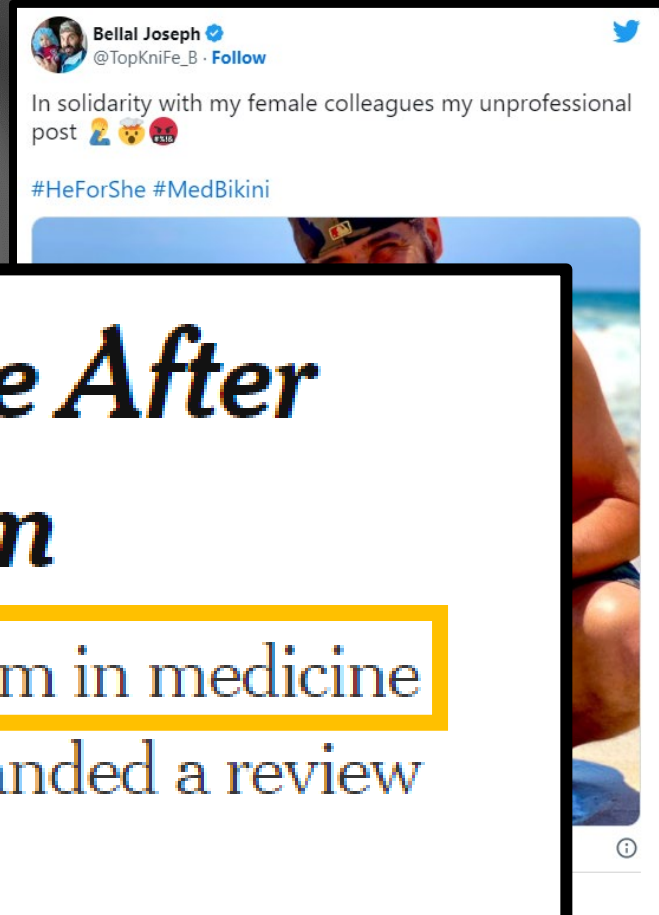 Bellal Joseph
@TopKniFe_B · Follow
In solidarity with my female colleagues my unprofessional
post 🤦‍♂️🤯🤬
#HeForShe #MedBikini
After
in medicine
a review